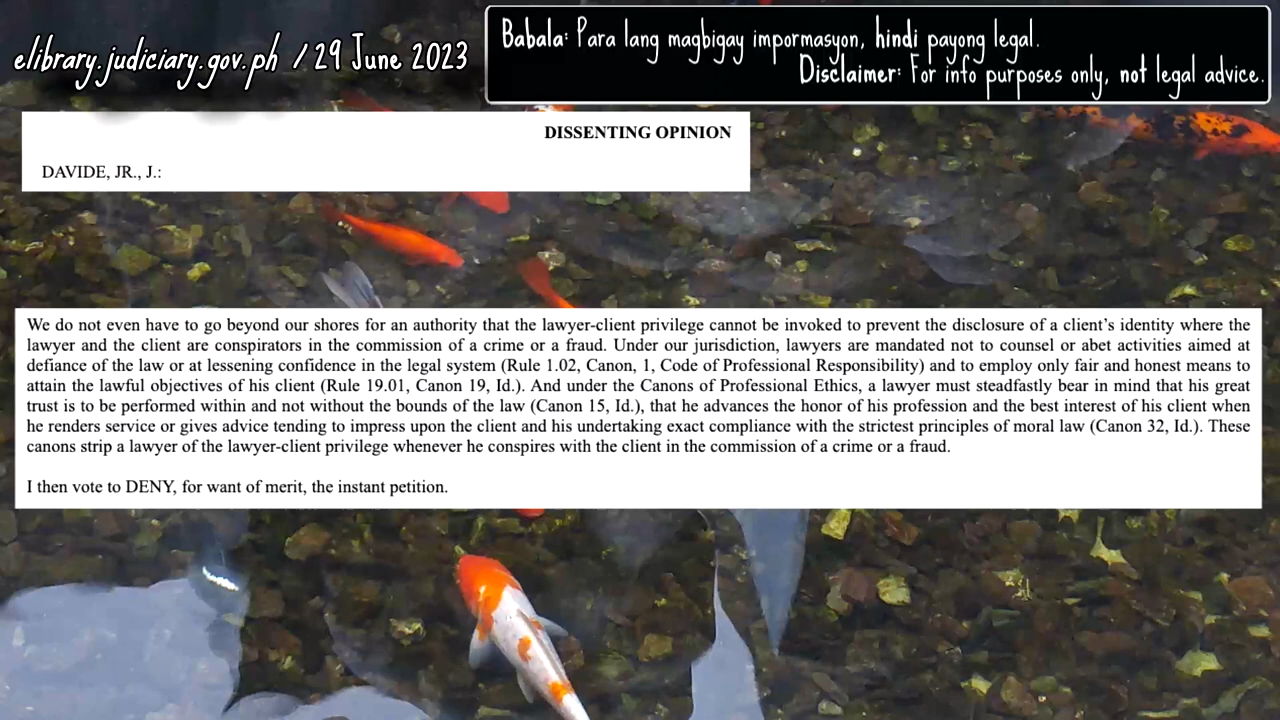 elibrary.judiciary.gov.ph / 29 June 2023
Babala: Para lang magbigay impormasyon, hindi payong legal.
Disclaimer: For info purposes only, not legal advice.
DISSENTING OPINION
DAVIDE, JR., J.:
We do not even have to go beyond our shores for an authority that the lawyer-client privilege cannot be invoked to prevent the disclosure of a client’s identity where the
lawyer and the client are conspirators in the commission of a crime or a fraud. Under our jurisdiction, lawyers are mandated not to counsel or abet activities aimed at
defiance of the law or at lessening confidence in the legal system (Rule 1.02, Canon, 1, Code of Professional Responsibility) and to employ only fair and honest means to
attain the lawful objectives of his client (Rule 19.01, Canon 19, Id.). And under the Canons of Professional Ethics, a lawyer must steadfastly bear in mind that his great
trust is to be performed within and not without the bounds of the law (Canon 15, Id.), that he advances the honor of his profession and the best interest of his client when
he renders service or gives advice tending to impress upon the client and his undertaking exact compliance with the strictest principles of moral law (Canon 32, Id.). These
canons strip a lawyer of the lawyer-client privilege whenever he conspires with the client in the commission of a crime or a fraud.
I then vote to DENY, for want of merit, the instant petition.